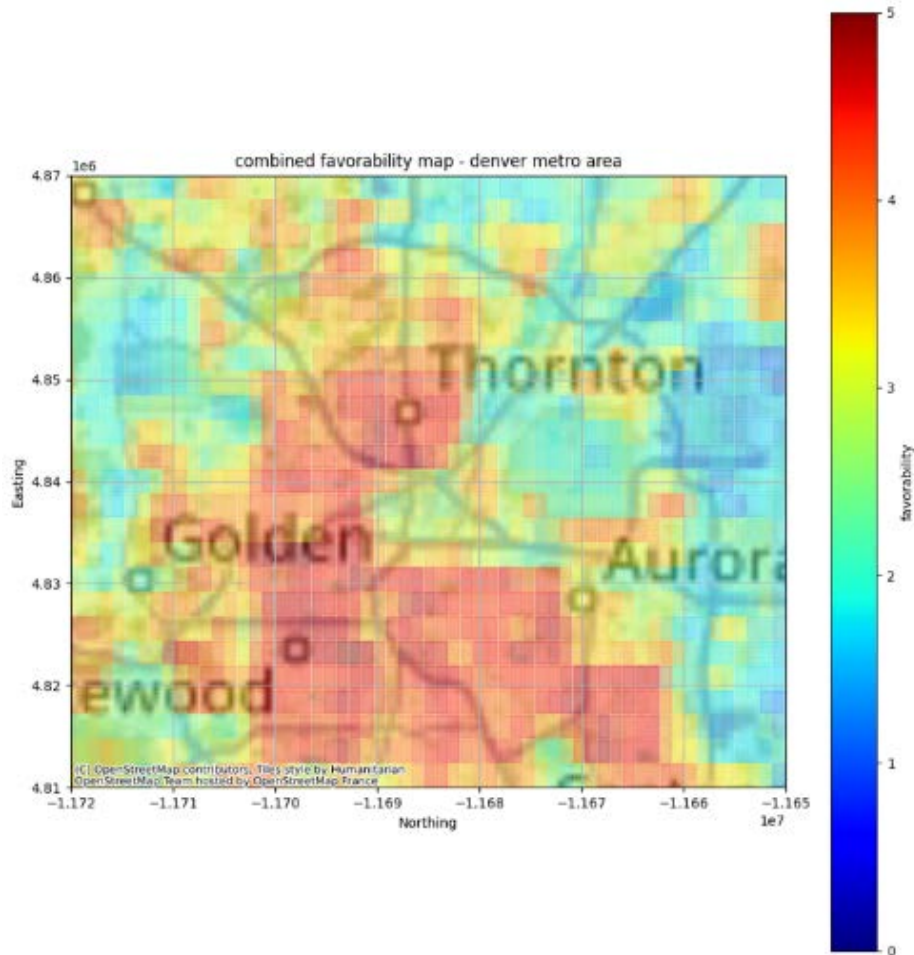 5
combined favorability map - denver metro area
1e6
4.87
4.86
4.85
Thornton
4
3
4.84
Easting
favorability
Golden
Aurora
4.83
2
4.82
ewood
1
(C) OpenStreetMap contributors, Tiles style by Humanitarian
OpenStreetMap Team hosted by OpenStreetMap France
4.81
−1.172 −1.171 −1.170 −1.169 −1.168 −1.167 −1.166 −1.165
Northing
1e7
0